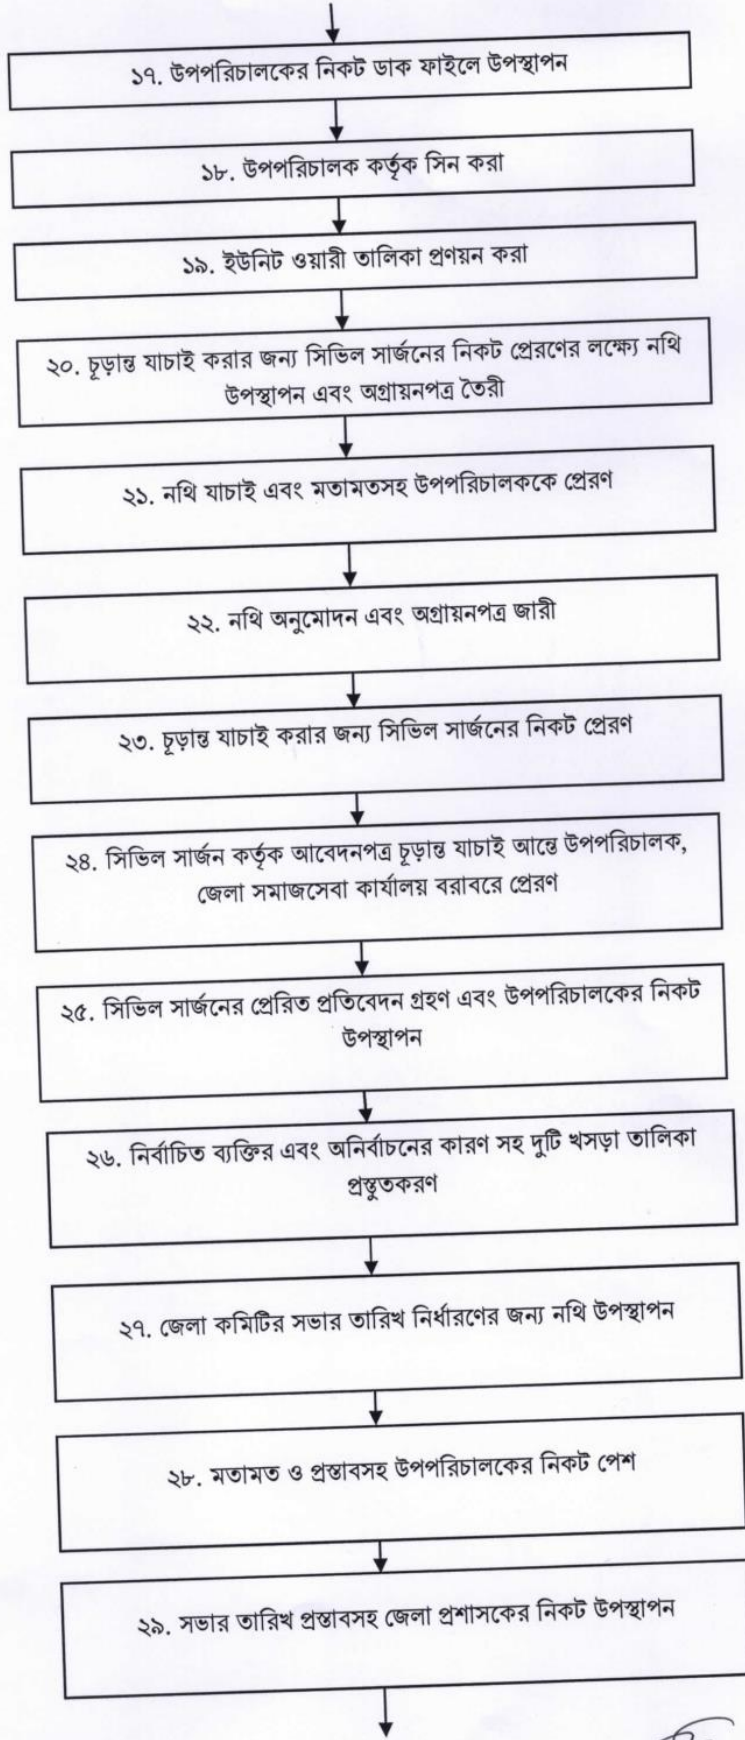 ১৭. উপপরিচালকের নিকট ডাক ফাইলে উপস্থাপন
১৮. উপপরিচালক কর্তৃক সিন করা
১৯. ইউনিট ওয়ারী তালিকা প্রণয়ন করা
২০. চূড়ান্ত যাচাই করার জন্য সিভিল সার্জনের নিকট প্রেরণের লক্ষ্যে নথি
উপস্থাপন এবং অগ্রায়নপত্র তৈরী
২১. নথি যাচাই এবং মতামতসহ উপপরিচালককে প্রেরণ
২২. নথি অনুমোদন এবং অগ্রায়নপত্র জারী
২৩. চূড়ান্ত যাচাই করার জন্য সিভিল সার্জনের নিকট প্রেরণ
২৪. সিভিল সার্জন কর্তৃক আবেদনপত্র চূড়ান্ত যাচাই আন্তে উপপরিচালক,
জেলা সমাজসেবা কার্যালয় বরাবরে প্রেরণ
২৫. সিভিল সার্জনের প্রেরিত প্রতিবেদন গ্রহণ এবং উপপরিচালকের নিকট
উপস্থাপন
২৬. নির্বাচিত ব্যক্তির এবং অনির্বাচনের কারণ সহ দুটি খসড়া তালিকা
প্রস্তুতকরণ
২৭. জেলা কমিটির সভার তারিখ নির্ধারণের জন্য নথি উপস্থাপন
২৮. মতামত ও প্রস্তাবসহ উপপরিচালকের নিকট পেশ
২৯. সভার তারিখ প্রস্তাবসহ জেলা প্রশাসকের নিকট উপস্থাপন